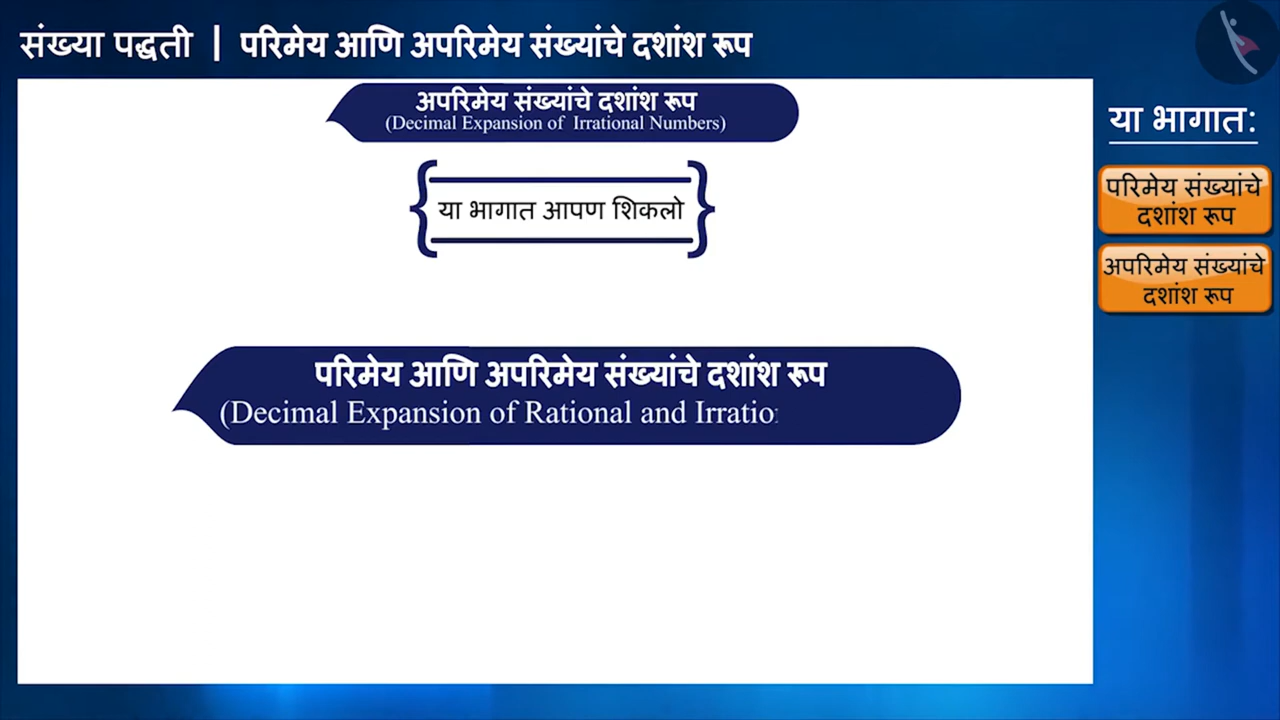 संख्या पद्धती | परिमेय आणि अपरिमेय संख्यांचे दशांश रूप
अपरिमेय संख्यांचे दशांश रूप
(Decimal Expansion of Irrational Numbers)
या भागात आपण शिकलो
परिमेय आणि अपरिमेय संख्यांचे दशांश रूप
(Decimal Expansion of Rational and Irratio
या भागात:
परिमेय संख्यांचे
दशांश रूप
अपरिमेय संख्यांचे
दशांश रूप